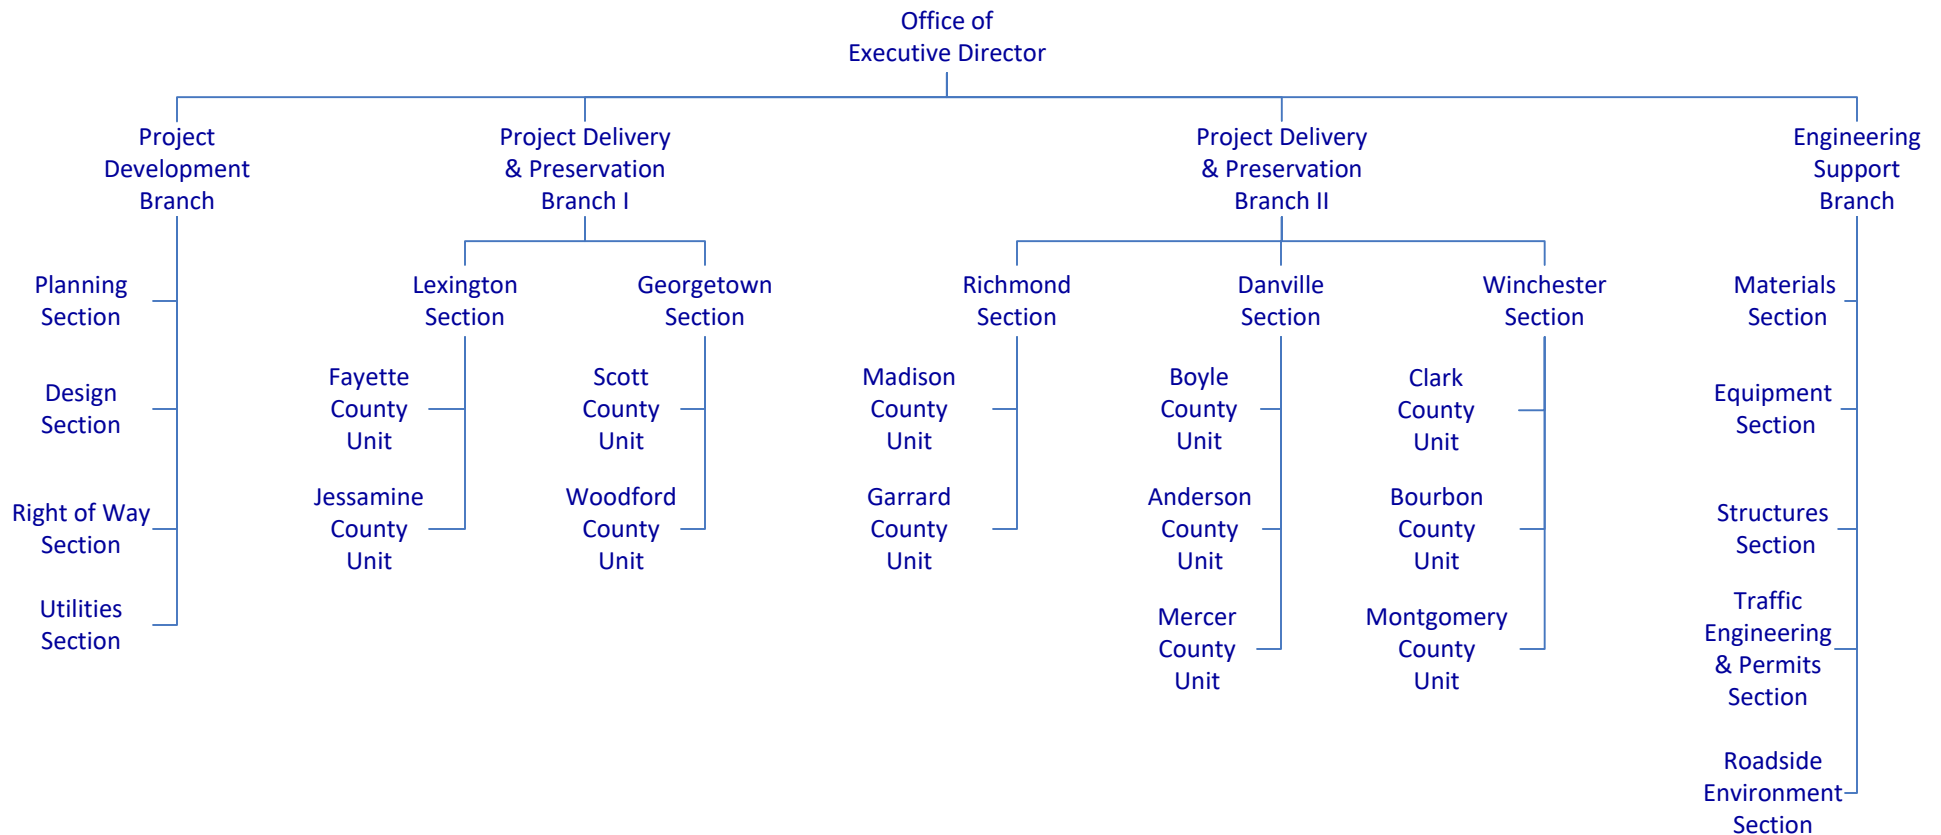 Office of
Executive Director
Project
Development
Branch
Project Delivery
& Preservation
Branch I
Project Delivery
& Preservation
Branch II
Engineering
Support
Branch
Planning
Section
Design
Section
Right of Way
Section
Utilities
Section
Lexington
Section
Fayette
County
Unit
Jessamine
County
Unit
Georgetown
Section
Scott
County
Unit
Woodford
County
Unit
Richmond
Section
Madison
County
Unit
Garrard
County
Unit
Danville
Section
Boyle
County
Unit
Anderson
County
Unit
Mercer
County
Unit
Winchester
Section
Clark
County
Unit
Bourbon
County
Unit
Montgomery
County
Unit
Materials
Section
Equipment
Section
Structures
Section
Traffic
Engineering
& Permits
Section
Roadside
Environment
Section